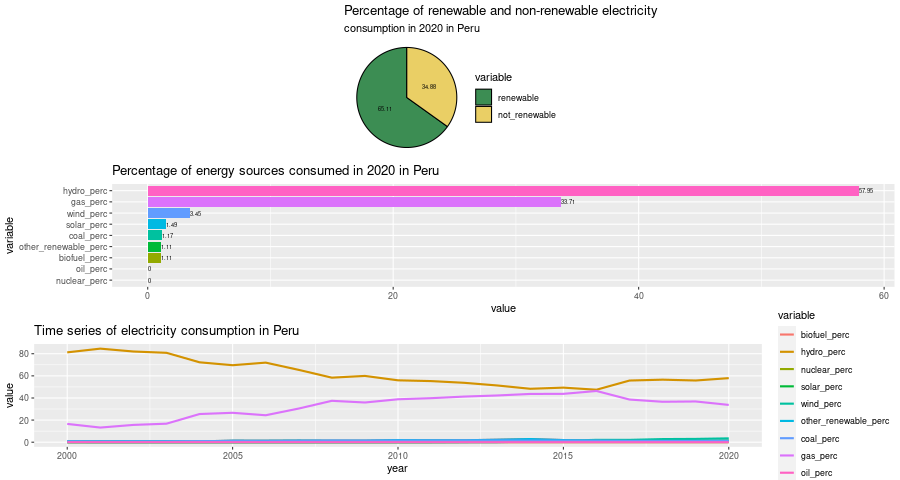 Percentage of renewable and non-renewable electricity
consumption in 2020 in Peru
34.88
65.11
variable
renewable
not_renewable
Percentage of energy sources consumed in 2020 in Peru
variable
hydro_perc
57.95
gas_perc
33.71
wind_perc
3.45
solar_perc
1.49
coal_perc
1.17
other_renewable_perc
1.11
biofuel_perc
1.11
oil_perc
0
nuclear_perc
0
0 20 40 60
value
Time series of electricity consumption in Peru
value
80
60
40
20
0
2000 2005 2010 2015 2020
year
variable
biofuel_perc
hydro_perc
nuclear_perc
solar_perc
wind_perc
other_renewable_perc
coal_perc
gas_perc
oil_perc